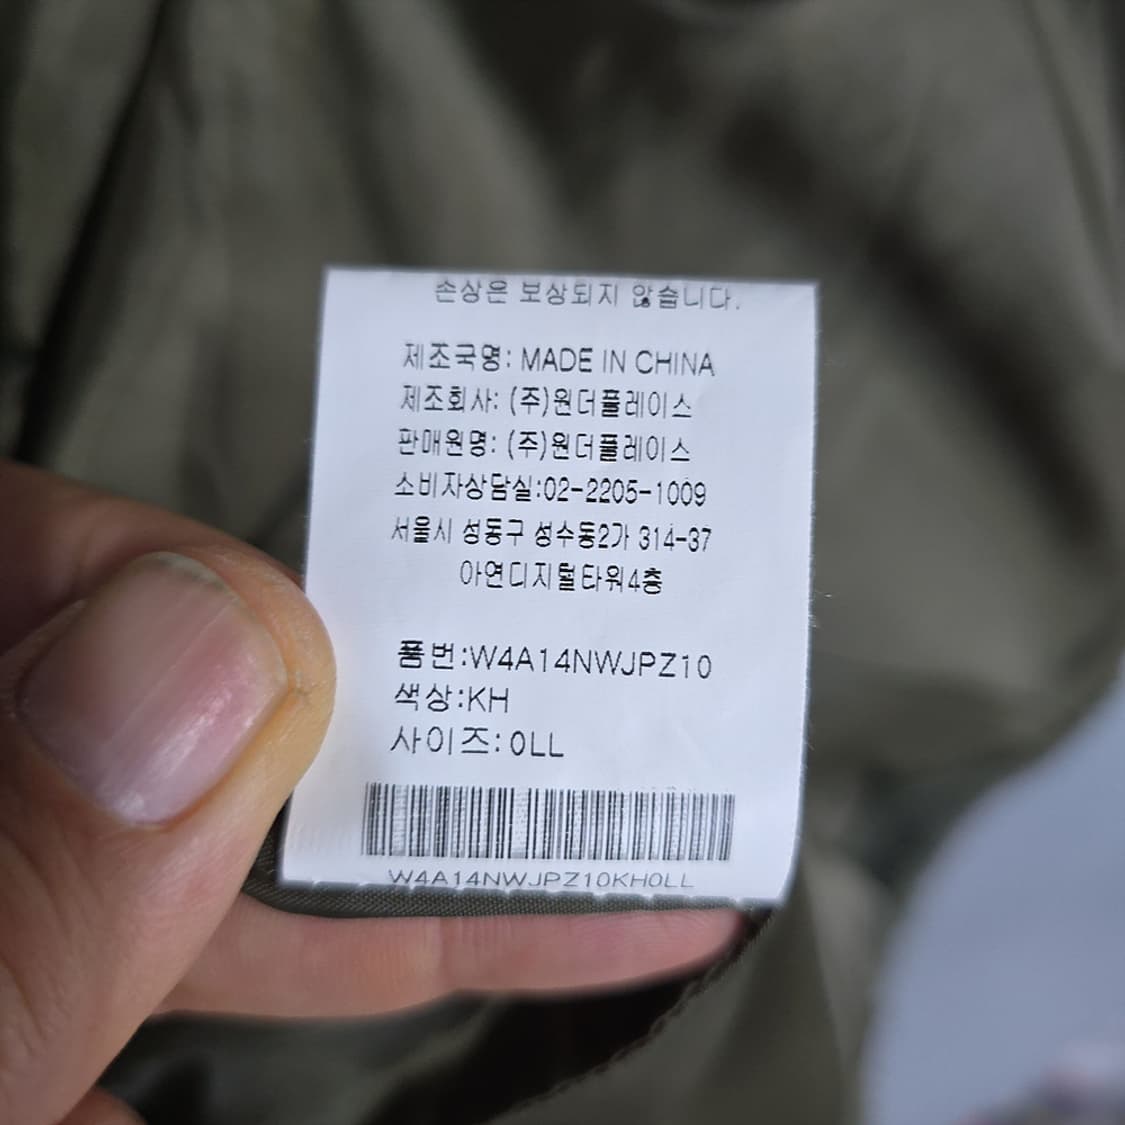 손상은 보상되지 않습니다.
제조국명: MADE IN CHINA
제조회사: (주)원더플레이스
판매원명: (주)원더플레이스
소비자상담실:02-2205-1009
서울시 성동구 성수동2가 314-37
아연디지털타워4층
품번:W4A14NWJPZ10
색상:KH
사이즈:0LL
W4A14NWJPZ10KH0LL